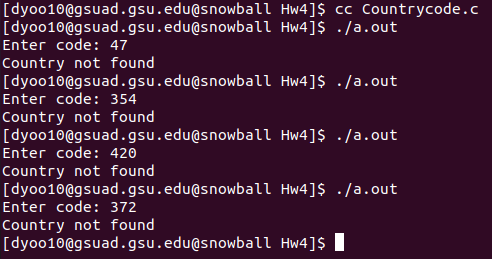 [dyoo10@gsuad.gsu.edu@snowball Hw4]$ cc Countrycode.c
[dyoo10@gsuad.gsu.edu@snowball Hw4]$ ./a.out
Enter code: 47
Country not found
[dyoo10@gsuad.gsu.edu@snowball Hw4]$ ./a.out
Enter code: 354
Country not found
[dyoo10@gsuad.gsu.edu@snowball Hw4]$ ./a.out
Enter code: 420
Country not found
[dyoo10@gsuad.gsu.edu@snowball Hw4]$ ./a.out
Enter code: 372
Country not found
[dyoo10@gsuad.gsu.edu@snowball Hw4]$